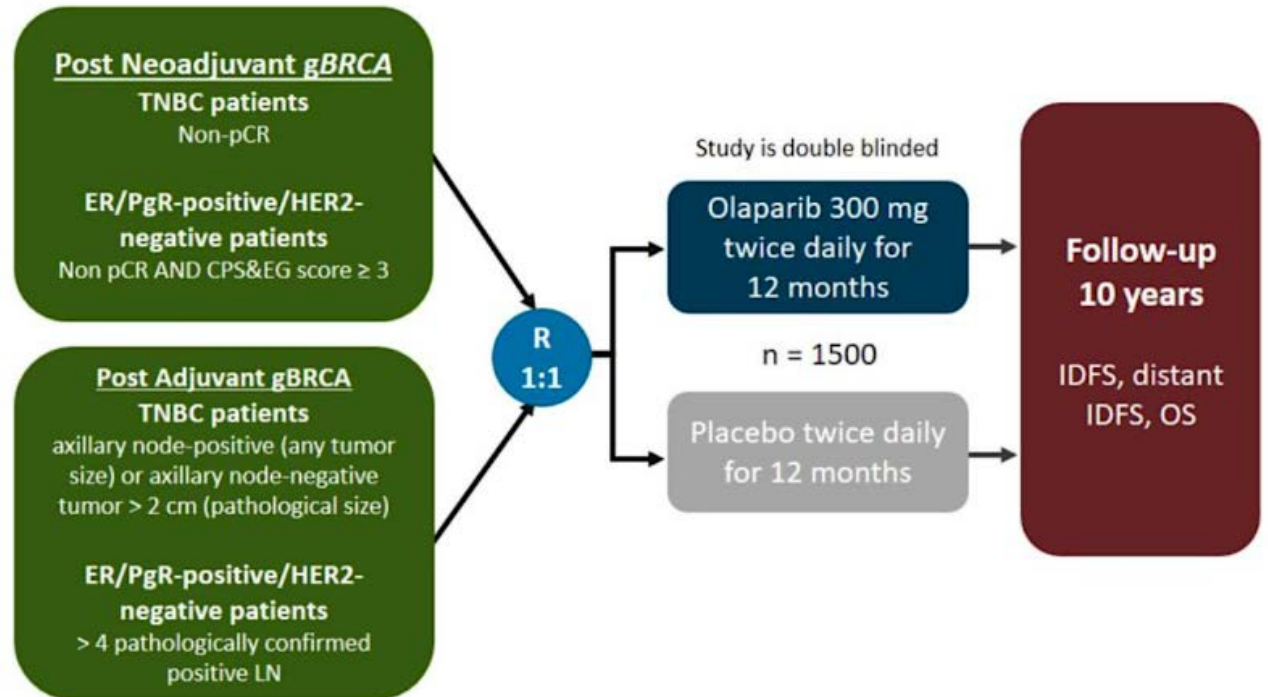 Post Neoadjuvant gBRCA
TNBC patients
Non-pCR
ER/PgR-positive/HER2-
negative patients
Non pCR AND CPS&EG score ≥ 3
Post Adjuvant gBRCA
TNBC patients
axillary node-positive (any tumor
size) or axillary node-negative
tumor > 2 cm (pathological size)
ER/PgR-positive/HER2-
negative patients
> 4 pathologically confirmed
positive LN
R
1:1
Study is double blinded
Olaparib 300 mg
twice daily for
12 months
n = 1500
Placebo twice daily
for 12 months
Follow-up
10 years
IDFS, distant
IDFS, OS